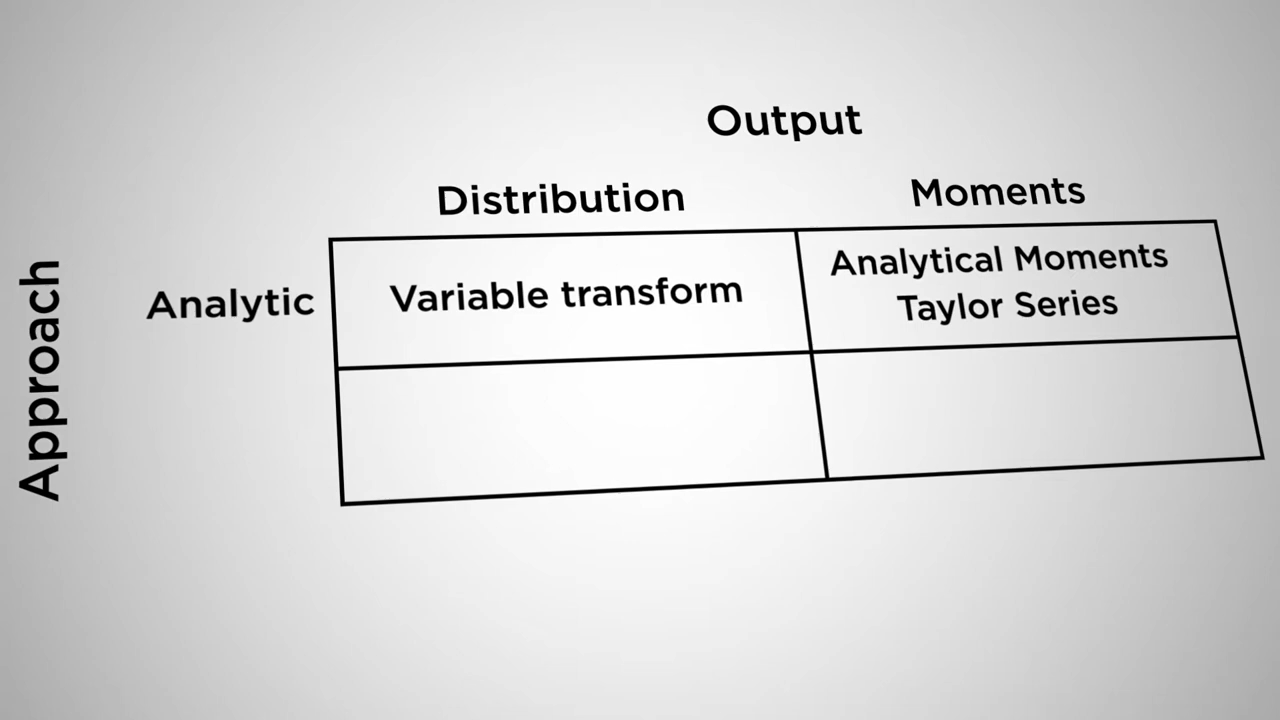 Output
Distribution
Moments
Approach
Analytic
Variable transform
Analytical Moments
Taylor Series